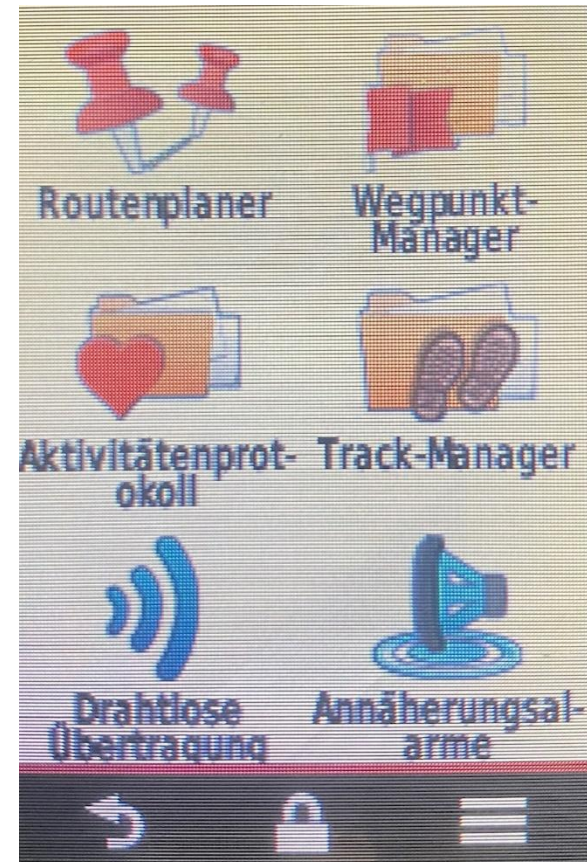 Routenplaner
Wegpunkt-
Manager
Aktivitätenprot-
okoll
Track-Manager
Drahtlose
Übertragung
Annäherungsal-
arme